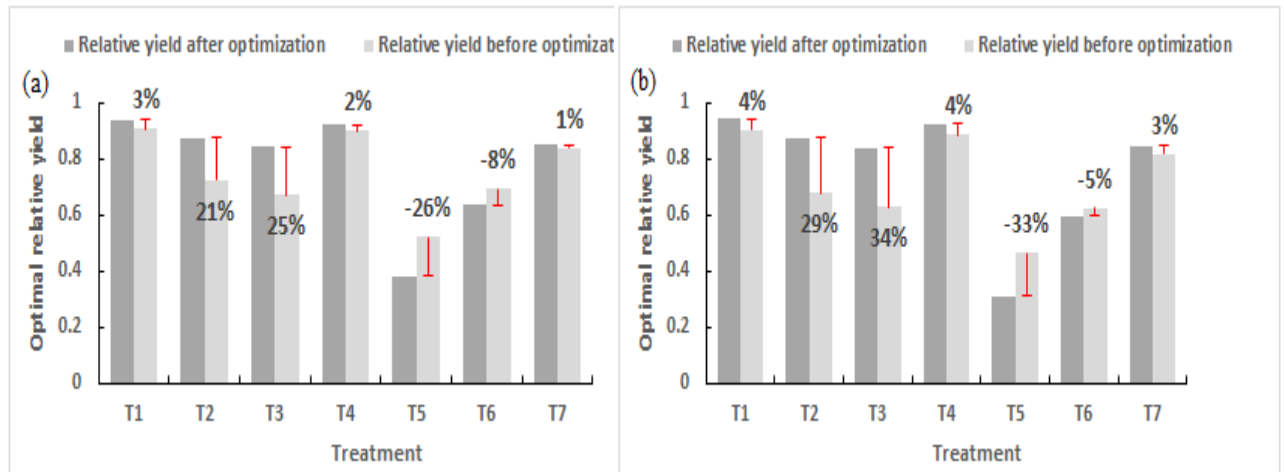 Relative yield after optimization Relative yield before optimizat
(a)
3% 2% 1% -8% -26% 21% 25%
Optimal relative yield
1
0.8
0.6
0.4
0.2
0
T1 T2 T3 T4 T5 T6 T7
Treatment
Relative yield after optimization Relative yield before optimization
(b)
4% 4% 3% -5% -33% 29% 34%
Optimal relative yield
1
0.8
0.6
0.4
0.2
0
T1 T2 T3 T4 T5 T6 T7
Treatment